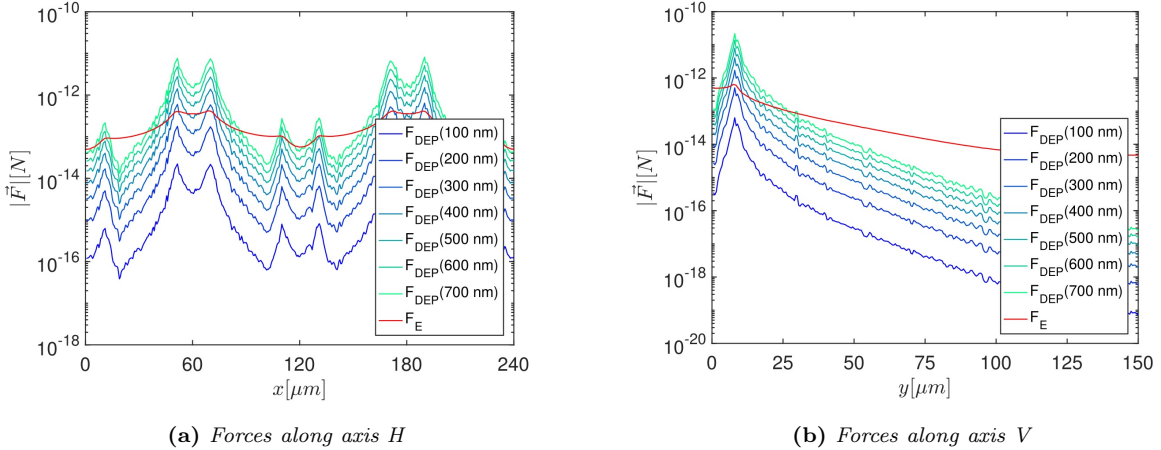 10^-10
10^-12
10^-14
10^-16
10^-18
|F⃗|[N]
0
60
120
180
240
x[μm]
F_DEP(100 nm)
F_DEP(200 nm)
F_DEP(300 nm)
F_DEP(400 nm)
F_DEP(500 nm)
F_DEP(600 nm)
F_DEP(700 nm)
F_E
(a) Forces along axis H
10^-10
10^-12
10^-14
10^-16
10^-18
10^-20
|F⃗|[N]
0
25
50
75
100
125
150
y[μm]
F_DEP(100 nm)
F_DEP(200 nm)
F_DEP(300 nm)
F_DEP(400 nm)
F_DEP(500 nm)
F_DEP(600 nm)
F_DEP(700 nm)
F_E
(b) Forces along axis V